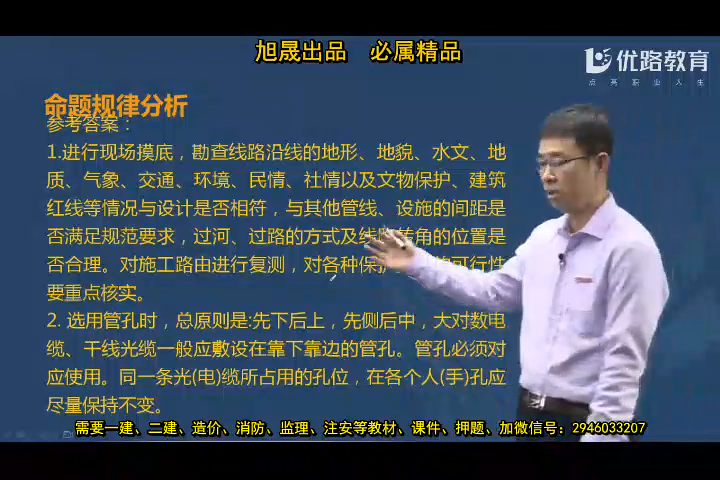 旭晟出品 必属精品
优路教育
点亮职业人生
命题规律分析
参考答案：
1.进行现场摸底，勘查线路沿线的地形、地貌、水文、地
质、气象、交通、环境、民情、社情以及文物保护、建筑
红线等情况与设计是否相符，与其他管线、设施的间距是
否满足规范要求，过河、过路的方式及线路转角的位置是
否合理。对施工路由进行复测，对各种保护 可行性
要重点核实。
2. 选用管孔时，总原则是:先下后上，先侧后中，大对数电
缆、干线光缆一般应敷设在靠下靠边的管孔。管孔必须对
应使用。同一条光(电)缆所占用的孔位，在各个人(手)孔应
尽量保持不变。
需要一建、二建、造价、消防、监理、注安等教材、课件、押题、加微信号：2946033207